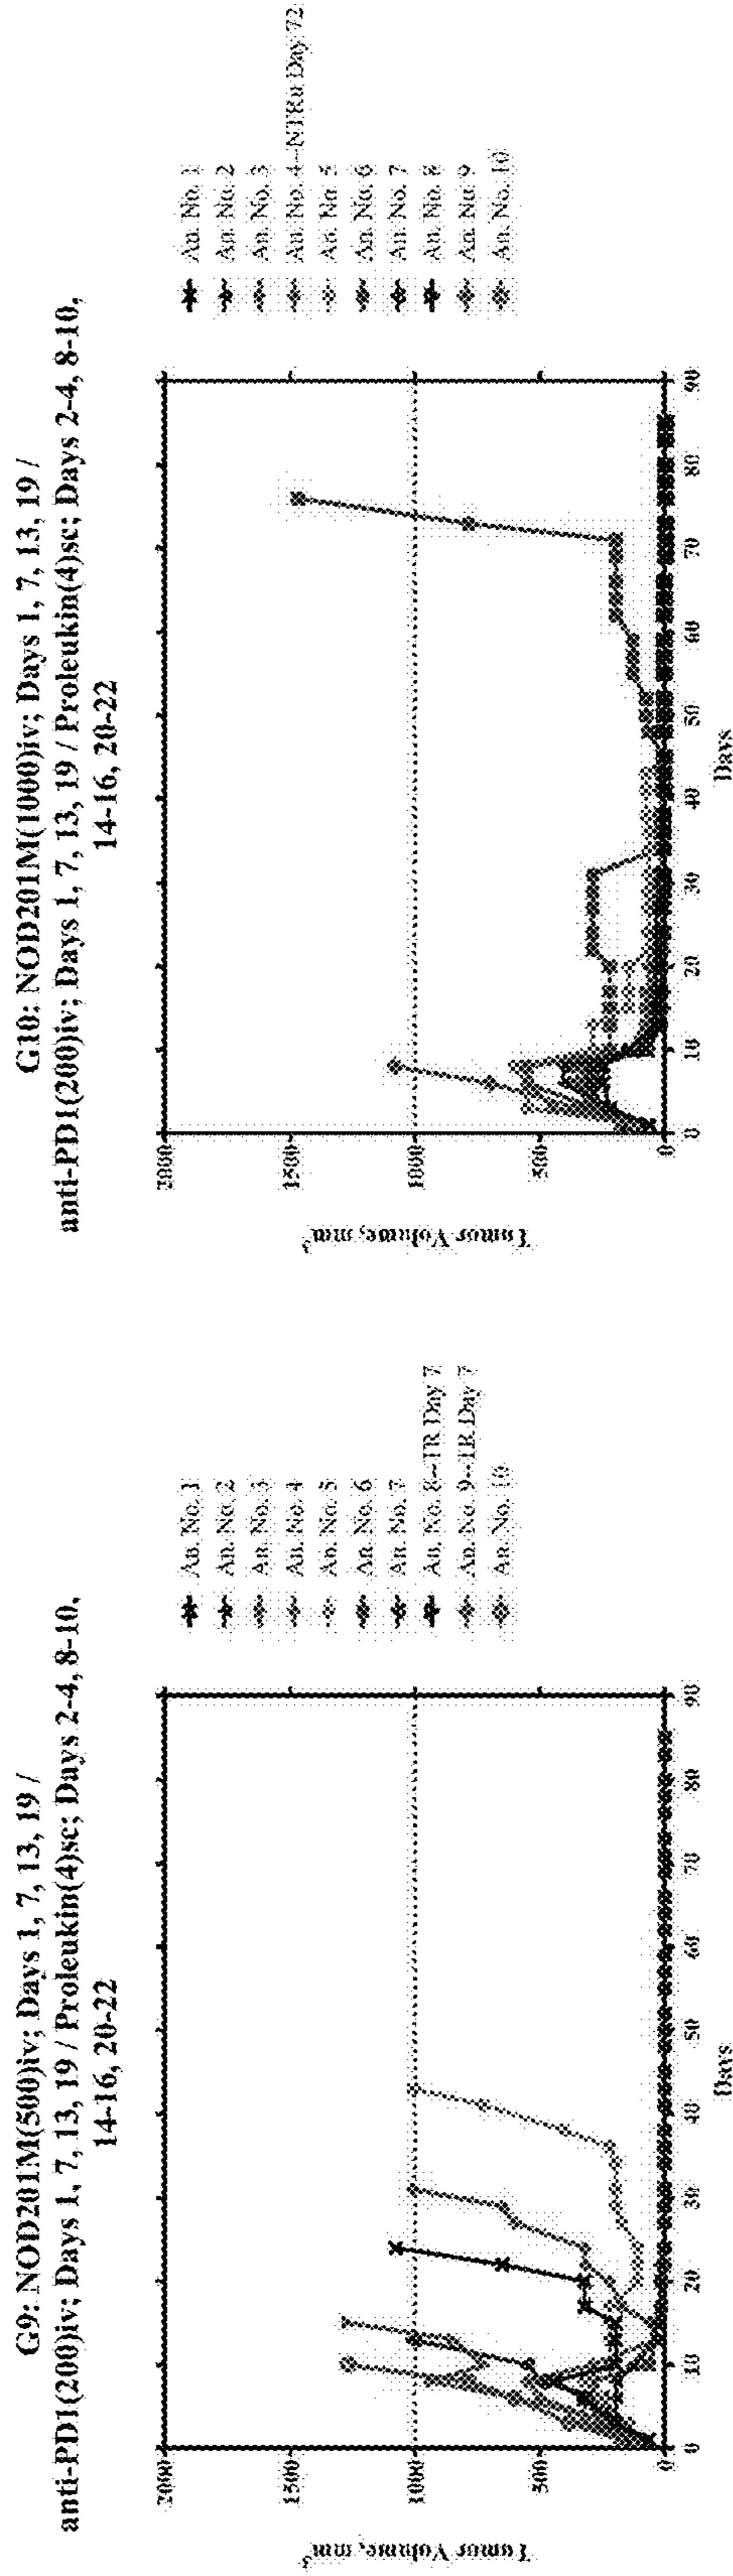 G9: NOD201M(500)iv; Days 1, 7, 13, 19 /
anti-PD1(200)iv; Days 1, 7, 13, 19 / Proleukin(4)sc; Days 2-4, 8-10,
14-16, 20-22
Tumor Volume, mm³
2000
1500
1000
500
0
0 10 20 30 40 50 60 70 80 90
Days
An. No. 1
An. No. 2
An. No. 3
An. No. 4
An. No. 5
An. No. 6
An. No. 7
An. No. 8--TR Day 7
An. No. 9--TR Day 7
An. No. 10
G10: NOD201M(1000)iv; Days 1, 7, 13, 19 /
anti-PD1(200)iv; Days 1, 7, 13, 19 / Proleukin(4)sc; Days 2-4, 8-10,
14-16, 20-22
Tumor Volume, mm³
2000
1500
1000
500
0
0 10 20 30 40 50 60 70 80 90
Days
An. No. 1
An. No. 2
An. No. 3
An. No. 4--NTRu Day 72
An. No. 5
An. No. 6
An. No. 7
An. No. 8
An. No. 9
An. No. 10